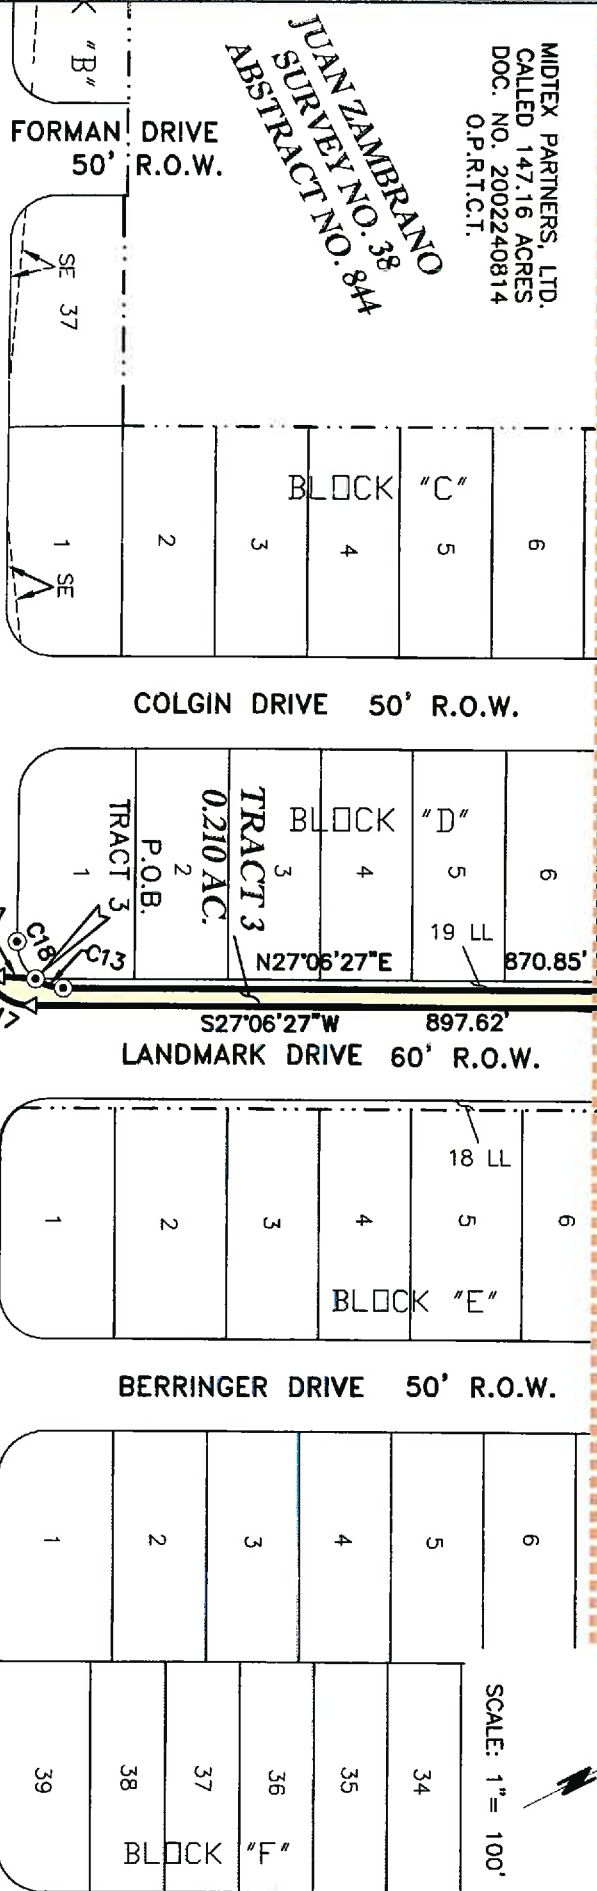 MIDTEX PARTNERS, LTD.
CALLED 147.16 ACRES
DOC. NO. 2002240814
O.P.R.T.C.T.
JUAN ZAMBRANO
SURVEY NO. 38
ABSTRACT NO. 844
"B"
FORMAN DRIVE
50' R.O.W.
SE
37
BLOCK "C"
1
2
3
4
5
6
SE
COLGIN DRIVE 50' R.O.W.
BLOCK "D"
TRACT 3
0.210 AC.
P.O.B.
TRACT 3
1
2
3
4
5
6
19 LL
C18
C13
N27°06'27"E 870.85'
S27°06'27"W 897.62'
LANDMARK DRIVE 60' R.O.W.
18 LL
1
2
3
4
5
6
BLOCK "E"
BERRINGER DRIVE 50' R.O.W.
1
2
3
4
5
6
SCALE: 1"= 100'
39
38
37
36
35
34
BLOCK "F"